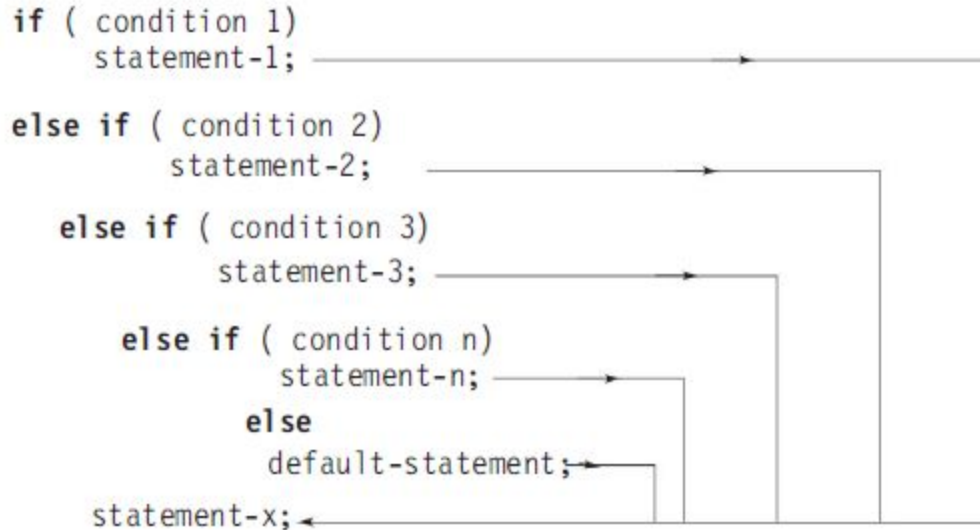 if ( condition 1)
statement-1;
else if ( condition 2)
statement-2;
else if ( condition 3)
statement-3;
else if ( condition n)
statement-n;
else
default-statement;
statement-x;